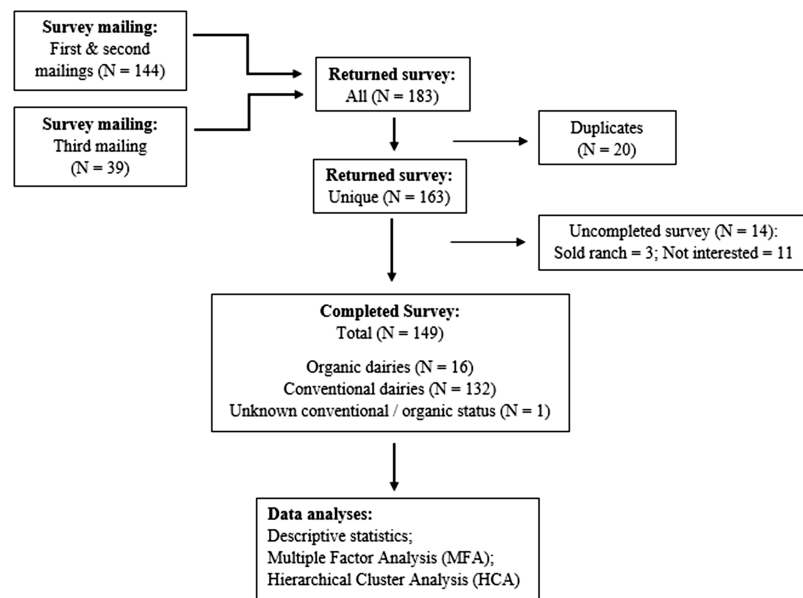 Survey mailing:
First & second
mailings (N = 144)
Survey mailing:
Third mailing
(N = 39)
Returned survey:
All (N = 183)
Duplicates
(N = 20)
Returned survey:
Unique (N = 163)
Uncompleted survey (N = 14):
Sold ranch = 3; Not interested = 11
Completed Survey:
Total (N = 149)
Organic dairies (N = 16)
Conventional dairies (N = 132)
Unknown conventional / organic status (N = 1)
Data analyses:
Descriptive statistics;
Multiple Factor Analysis (MFA);
Hierarchical Cluster Analysis (HCA)